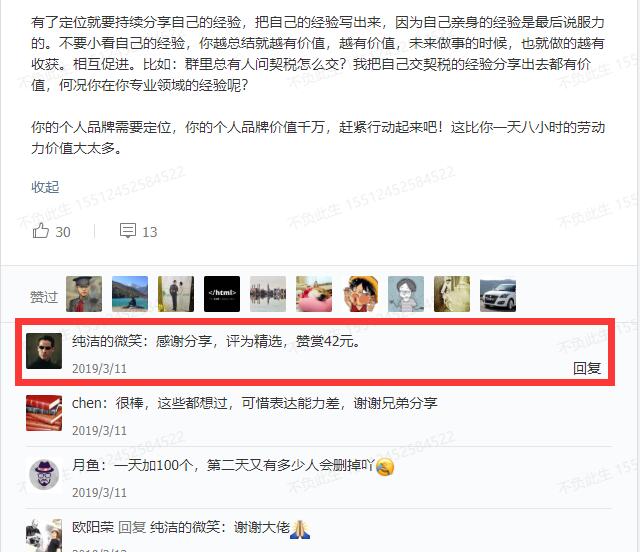 有了定位就要持续分享自己的经验，把自己的经验写出来，因为自己亲身的经验是最后说服力
的。不要小看自己的经验，你越总结就越有价值，越有价值，未来做事的时候，也就做的越有
收获。相互促进。比如：群里总有人问契税怎么交？我把自己交契税的经验分享出去都有价
值，何况你在你专业领域的经验呢？
你的个人品牌需要定位，你的个人品牌价值千万，赶紧行动起来吧！这比你一天八小时的劳动
力价值大太多。
收起
不负此生 15512452584522
30
13
赞过
</html>
纯洁的微笑：感谢分享，评为精选，赞赏42元。
2019/3/11
回复
chen：很棒，这些都想过，可惜表达能力差，谢谢兄弟分享
2019/3/11
月鱼：一天加100个，第二天又有多少人会删掉吖
2019/3/11
欧阳荣 回复 纯洁的微笑：谢谢大佬